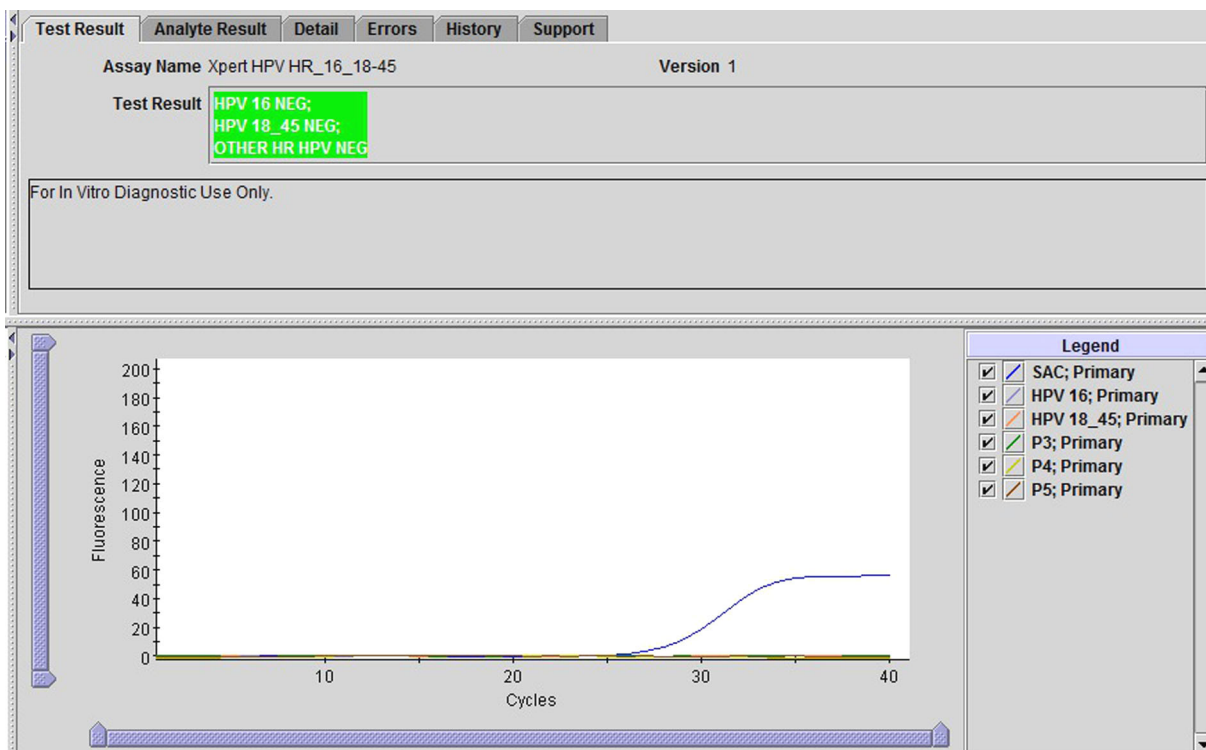 Test Result Analyte Result Detail Errors History Support
Assay Name Xpert HPV HR_16_18-45 Version 1
Test Result HPV 16 NEG;
HPV 18_45 NEG;
OTHER HR HPV NEG
For In Vitro Diagnostic Use Only.
Legend
SAC; Primary
HPV 16; Primary
HPV 18_45; Primary
P3; Primary
P4; Primary
P5; Primary
200
180
160
140
120
100
80
60
40
20
0
Fluorescence
10 20 30 40
Cycles